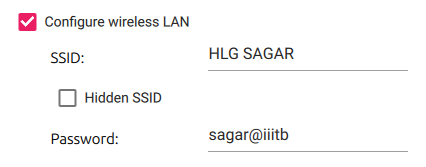 Configure wireless LAN
SSID: HLG SAGAR
Hidden SSID
Password: sagar@iiitb